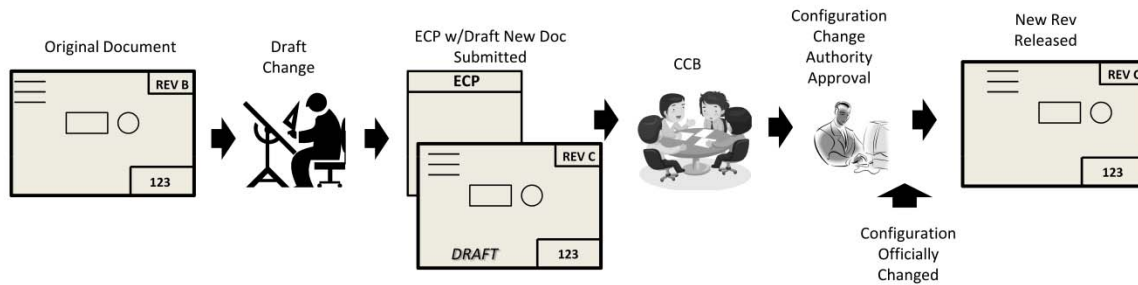 Original Document
REV B
123
Draft
Change
ECP w/Draft New Doc
Submitted
ECP
REV C
DRAFT
123
CCB
Configuration
Change
Authority
Approval
Configuration
Officially
Changed
New Rev
Released
REV C
123